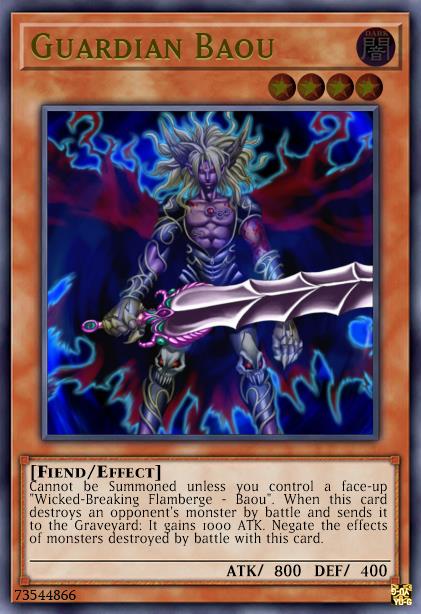 Guardian Baou
DARK
闇
[Fiend/Effect]
Cannot be Summoned unless you control a face-up
"Wicked-Breaking Flamberge - Baou". When this card
destroys an opponent's monster by battle and sends it
to the Graveyard: It gains 1000 ATK. Negate the effects
of monsters destroyed by battle with this card.
ATK/ 800 DEF/ 400
73544866